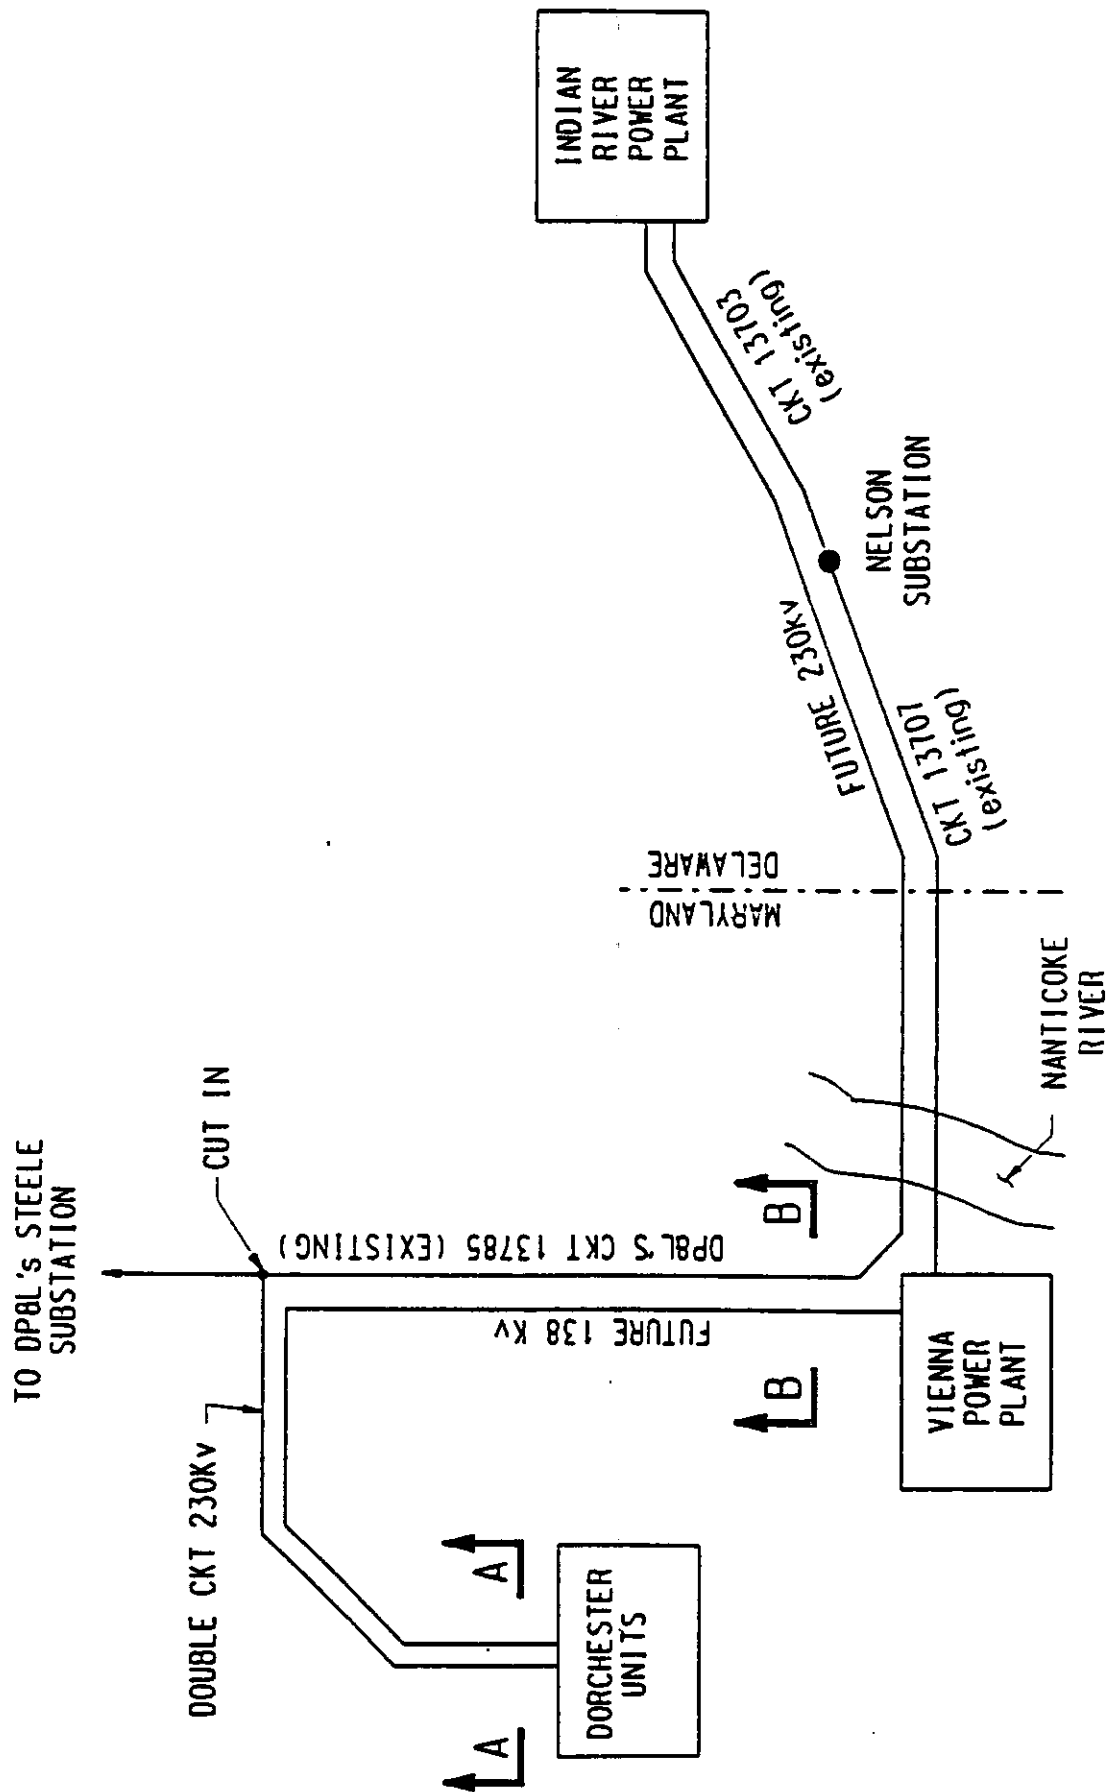 TO DP&L's STEELE
SUBSTATION
CUT IN
DOUBLE CKT 230Kv
DP&L'S CKT 13785 (EXISTING)
FUTURE 138 Kv
A
A
B
B
DORCHESTER
UNITS
VIENNA
POWER
PLANT
NANTICOKE
RIVER
MARYLAND
DELAWARE
FUTURE 230kv
CKT 13707
(existing)
NELSON
SUBSTATION
CKT 13703
(existing)
INDIAN
RIVER
POWER
PLANT